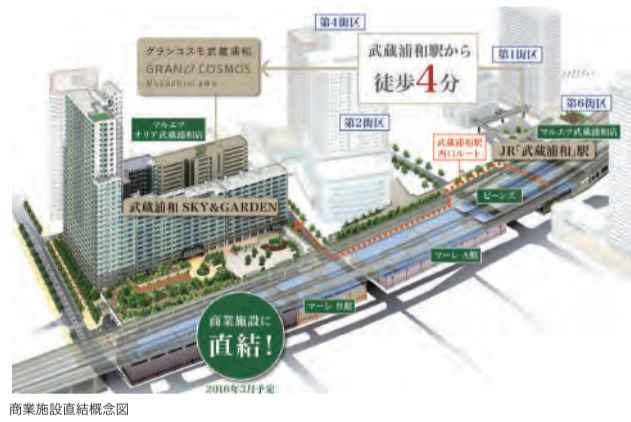 第4街区
グランコスモ武蔵浦和
GRAND COSMOS
Musashiurawa
武蔵浦和駅から
徒歩4分
第1街区
第6街区
マルエツ
ナリア武蔵浦和店
第2街区
マルエツ武蔵浦和店
武蔵浦和駅
西口ルート
JR「武蔵浦和」駅
ビーンズ
武蔵浦和 SKY&GARDEN
マーレ A館
マーレ B館
商業施設に
直結!
2016年3月予定
商業施設直結概念図